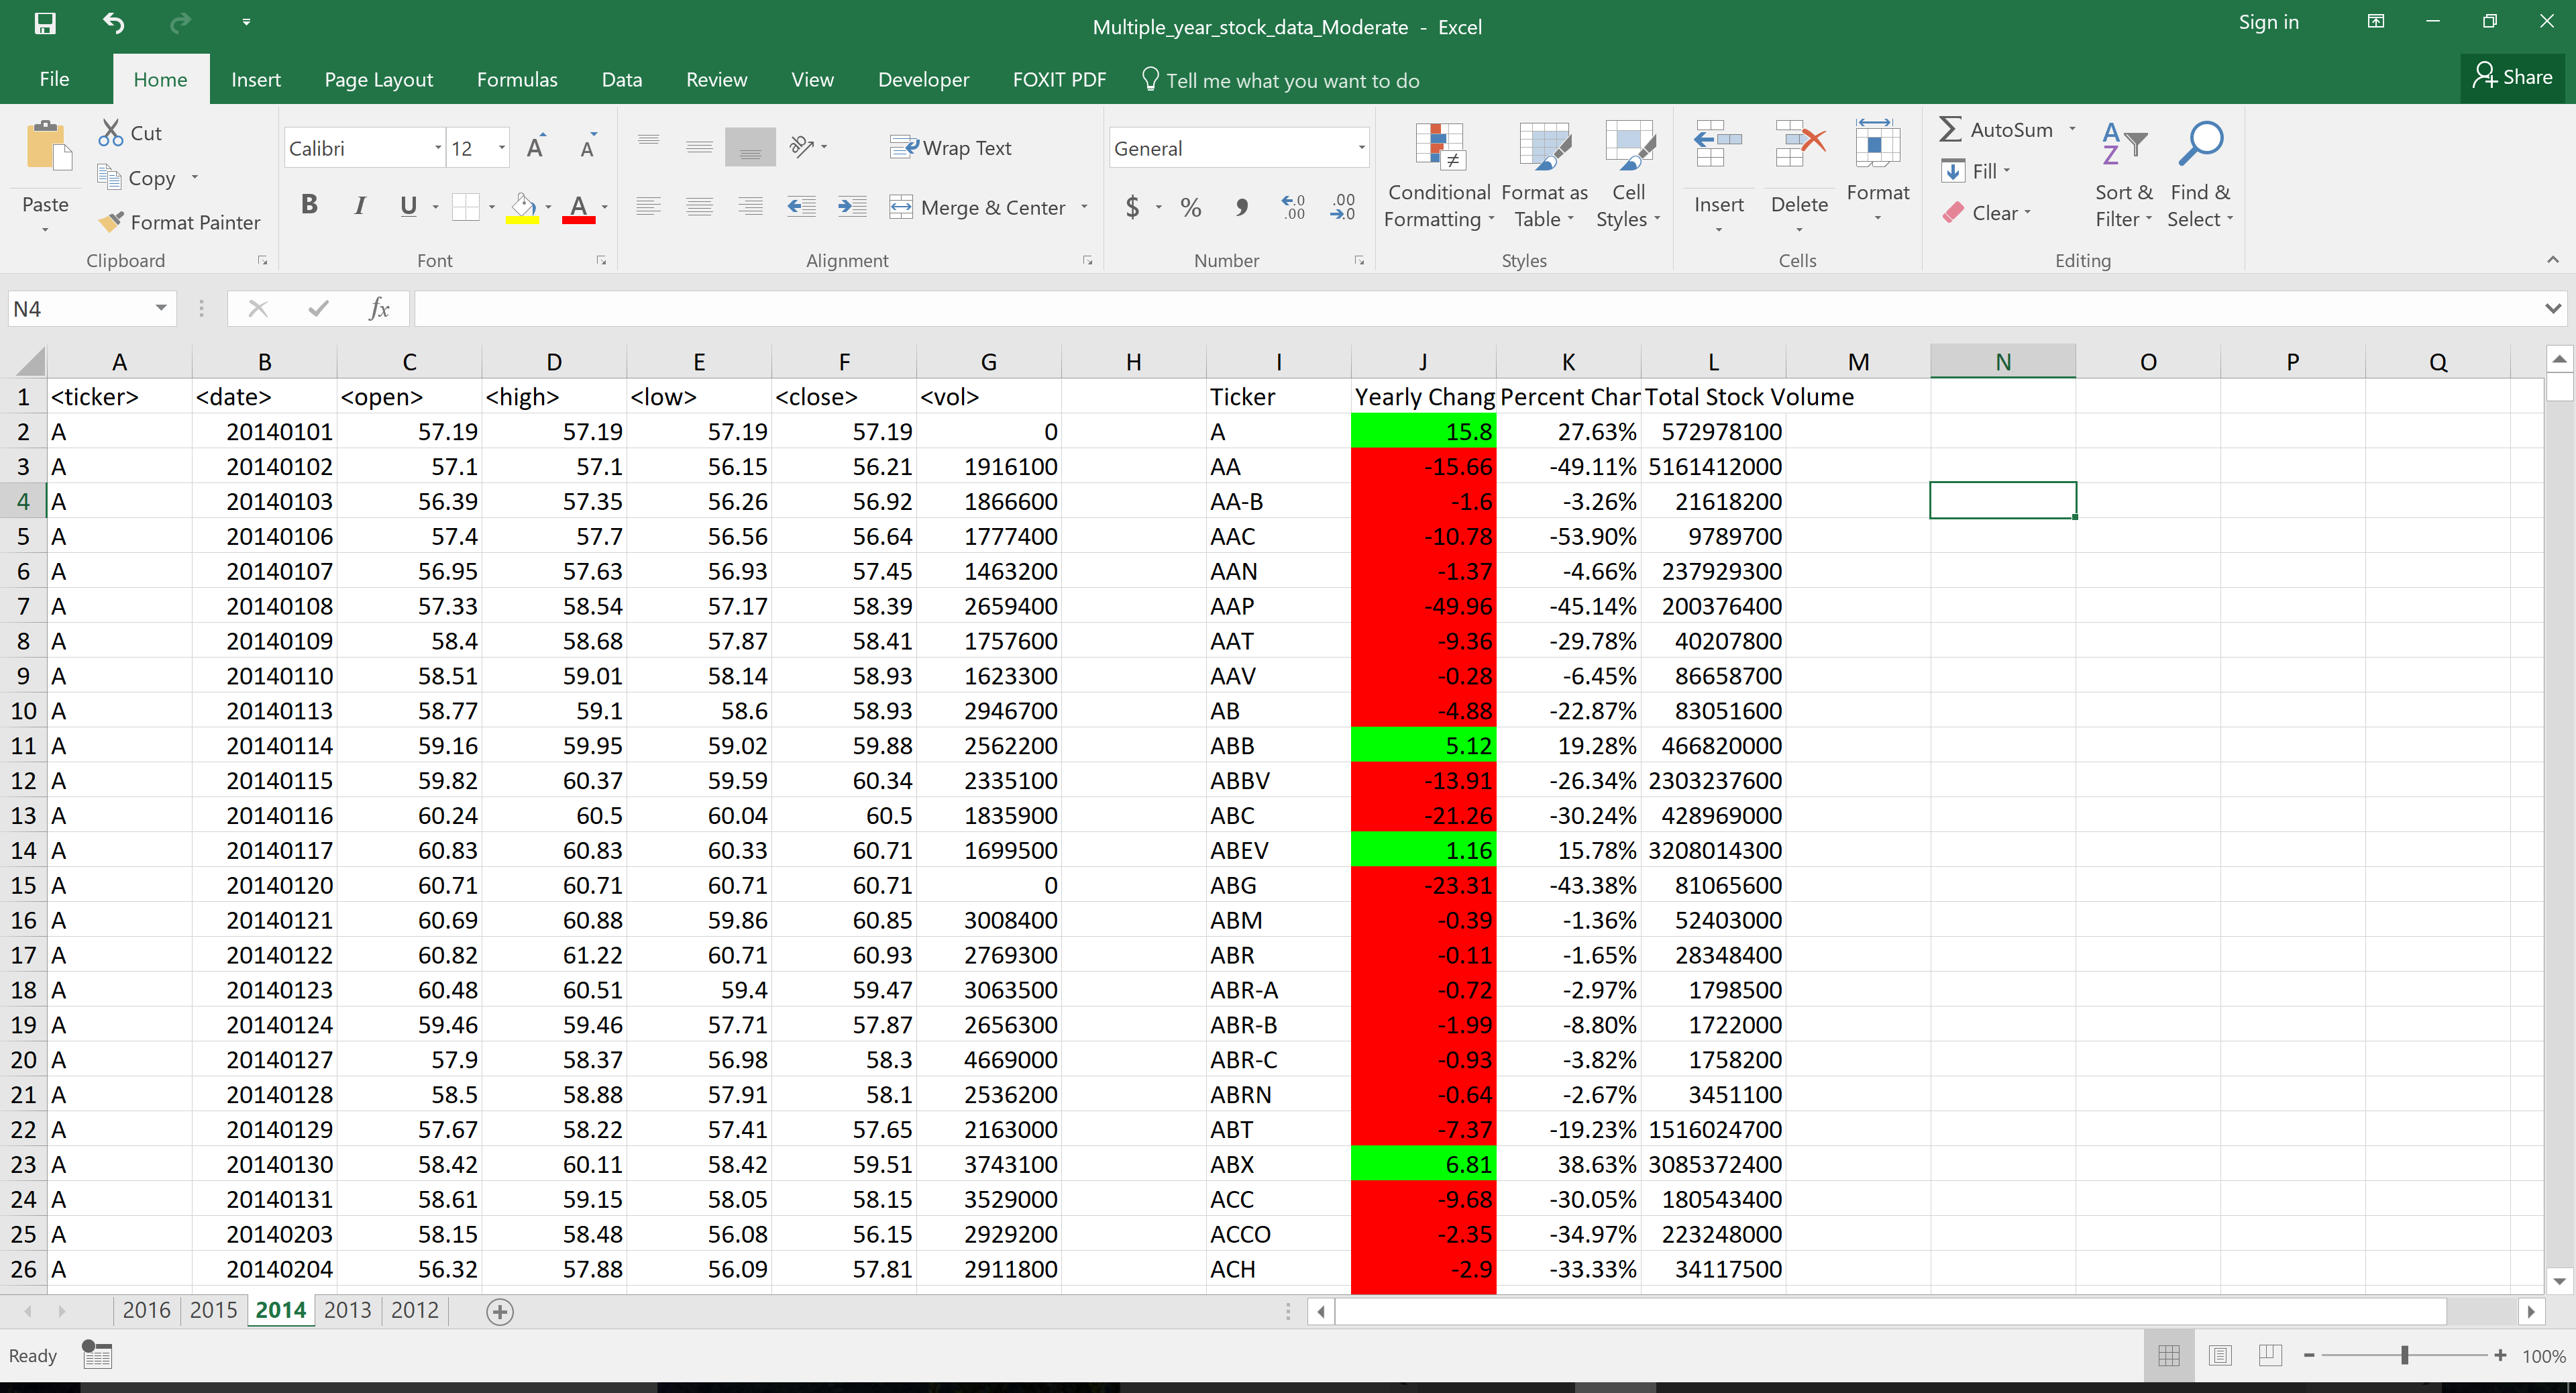 Multiple_year_stock_data_Moderate - Excel
Sign in
File Home Insert Page Layout Formulas Data Review View Developer FOXIT PDF Tell me what you want to do Share
Cut
Copy
Format Painter
Paste
Clipboard
Calibri 12
B I U
Font
Wrap Text
Merge & Center
Alignment
General
$ % , .00 .00
Number
Conditional Formatting
Format as Table
Cell Styles
Styles
Insert Delete Format
Cells
AutoSum
Fill
Clear
Sort & Filter
Find & Select
Editing
N4 fx
A B C D E F G H I J K L M N O P Q
1 <ticker> <date> <open> <high> <low> <close> <vol> Ticker Yearly Chang Percent Char Total Stock Volume
2 A 20140101 57.19 57.19 57.19 57.19 0 A 15.8 27.63% 572978100
3 A 20140102 57.1 57.1 56.15 56.21 1916100 AA -15.66 -49.11% 5161412000
4 A 20140103 56.39 57.35 56.26 56.92 1866600 AA-B -1.6 -3.26% 21618200
5 A 20140106 57.4 57.7 56.56 56.64 1777400 AAC -10.78 -53.90% 9789700
6 A 20140107 56.95 57.63 56.93 57.45 1463200 AAN -1.37 -4.66% 237929300
7 A 20140108 57.33 58.54 57.17 58.39 2659400 AAP -49.96 -45.14% 200376400
8 A 20140109 58.4 58.68 57.87 58.41 1757600 AAT -9.36 -29.78% 40207800
9 A 20140110 58.51 59.01 58.14 58.93 1623300 AAV -0.28 -6.45% 86658700
10 A 20140113 58.77 59.1 58.6 58.93 2946700 AB -4.88 -22.87% 83051600
11 A 20140114 59.16 59.95 59.02 59.88 2562200 ABB 5.12 19.28% 466820000
12 A 20140115 59.82 60.37 59.59 60.34 2335100 ABBV -13.91 -26.34% 2303237600
13 A 20140116 60.24 60.5 60.04 60.5 1835900 ABC -21.26 -30.24% 428969000
14 A 20140117 60.83 60.83 60.33 60.71 1699500 ABEV 1.16 15.78% 3208014300
15 A 20140120 60.71 60.71 60.71 60.71 0 ABG -23.31 -43.38% 81065600
16 A 20140121 60.69 60.88 59.86 60.85 3008400 ABM -0.39 -1.36% 52403000
17 A 20140122 60.82 61.22 60.71 60.93 2769300 ABR -0.11 -1.65% 28348400
18 A 20140123 60.48 60.51 59.4 59.47 3063500 ABR-A -0.72 -2.97% 1798500
19 A 20140124 59.46 59.46 57.71 57.87 2656300 ABR-B -1.99 -8.80% 1722000
20 A 20140127 57.9 58.37 56.98 58.3 4669000 ABR-C -0.93 -3.82% 1758200
21 A 20140128 58.5 58.88 57.91 58.1 2536200 ABRN -0.64 -2.67% 3451100
22 A 20140129 57.67 58.22 57.41 57.65 2163000 ABT -7.37 -19.23% 1516024700
23 A 20140130 58.42 60.11 58.42 59.51 3743100 ABX 6.81 38.63% 3085372400
24 A 20140131 58.61 59.15 58.05 58.15 3529000 ACC -9.68 -30.05% 180543400
25 A 20140203 58.15 58.48 56.08 56.15 2929200 ACCO -2.35 -34.97% 223248000
26 A 20140204 56.32 57.88 56.09 57.81 2911800 ACH -2.9 -33.33% 34117500
2016 2015 2014 2013 2012
Ready 100%